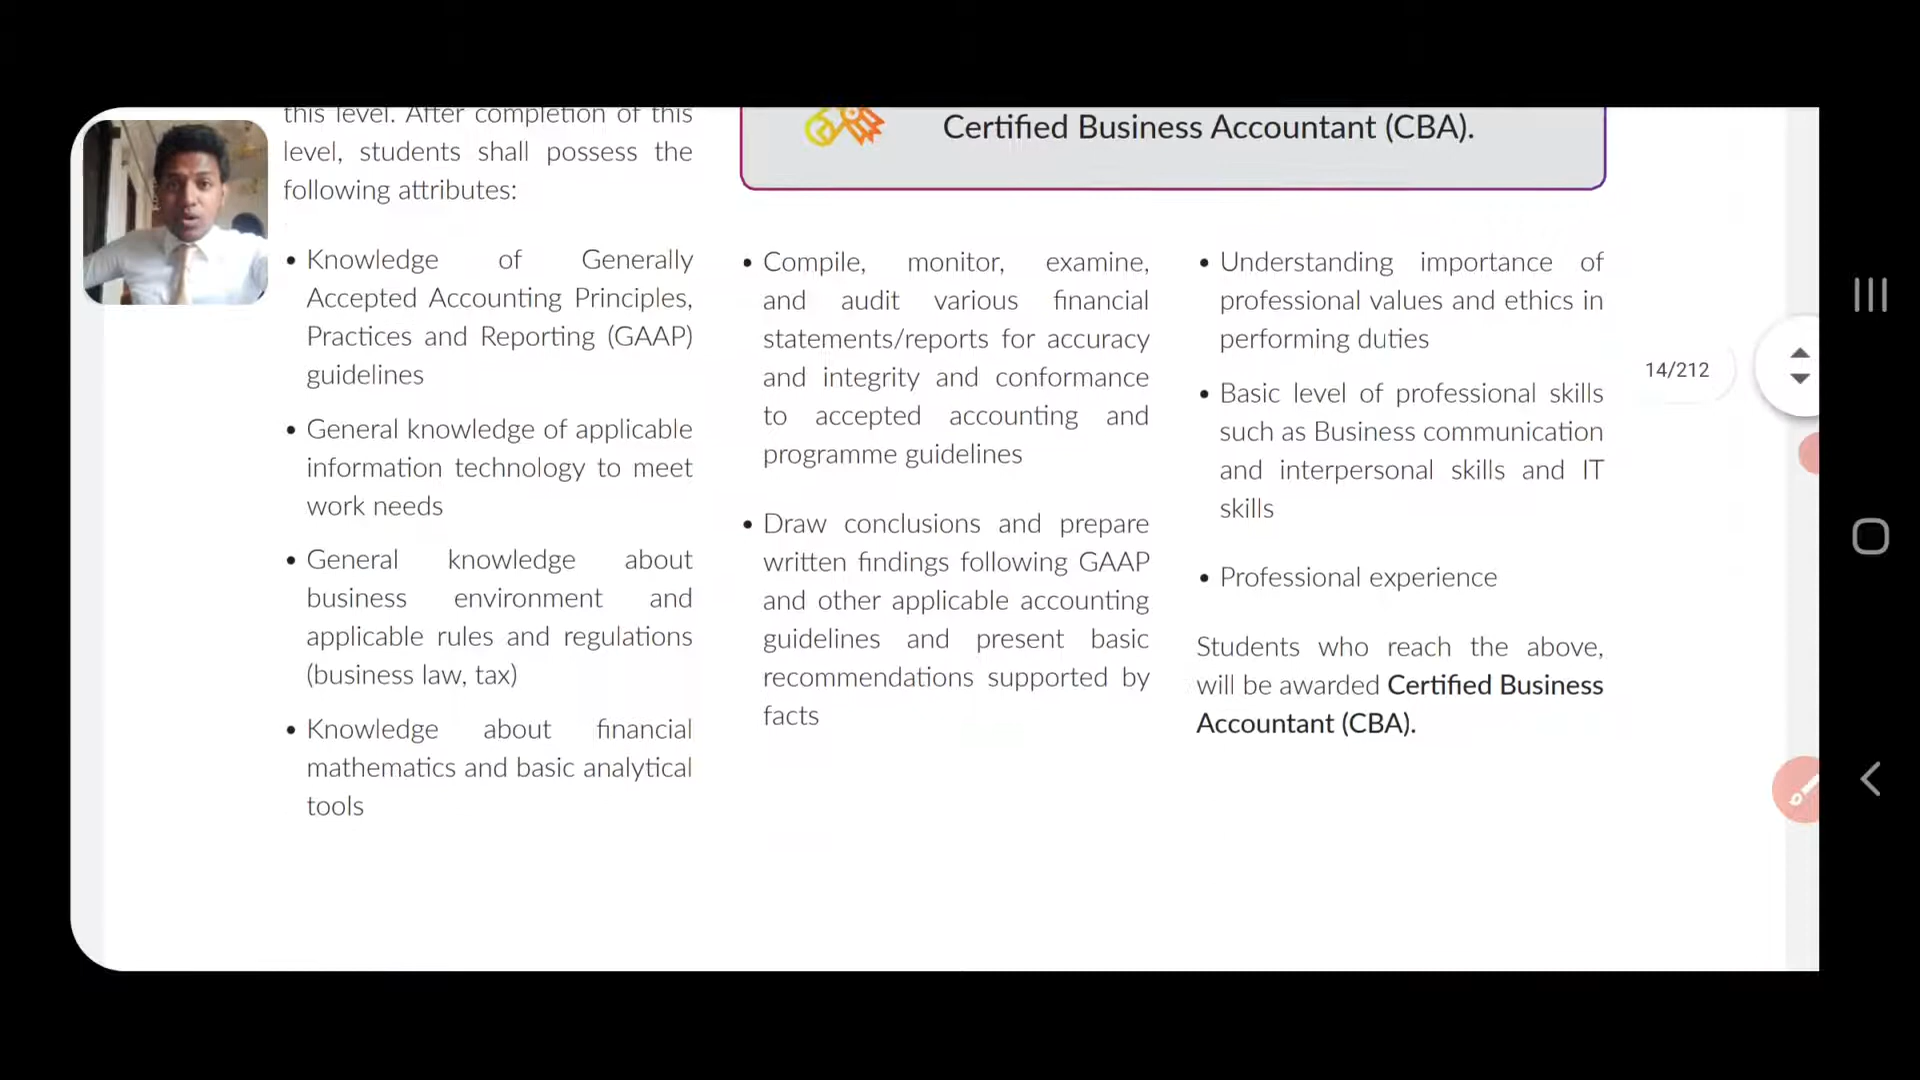 this level. After completion of this
level, students shall possess the
following attributes:
• Knowledge of Generally
Accepted Accounting Principles,
Practices and Reporting (GAAP)
guidelines
• General knowledge of applicable
information technology to meet
work needs
• General knowledge about
business environment and
applicable rules and regulations
(business law, tax)
• Knowledge about financial
mathematics and basic analytical
tools
Certified Business Accountant (CBA).
• Compile, monitor, examine,
and audit various financial
statements/reports for accuracy
and integrity and conformance
to accepted accounting and
programme guidelines
• Draw conclusions and prepare
written findings following GAAP
and other applicable accounting
guidelines and present basic
recommendations supported by
facts
• Understanding importance of
professional values and ethics in
performing duties
• Basic level of professional skills
such as Business communication
and interpersonal skills and IT
skills
• Professional experience
Students who reach the above,
will be awarded Certified Business
Accountant (CBA).
14/212